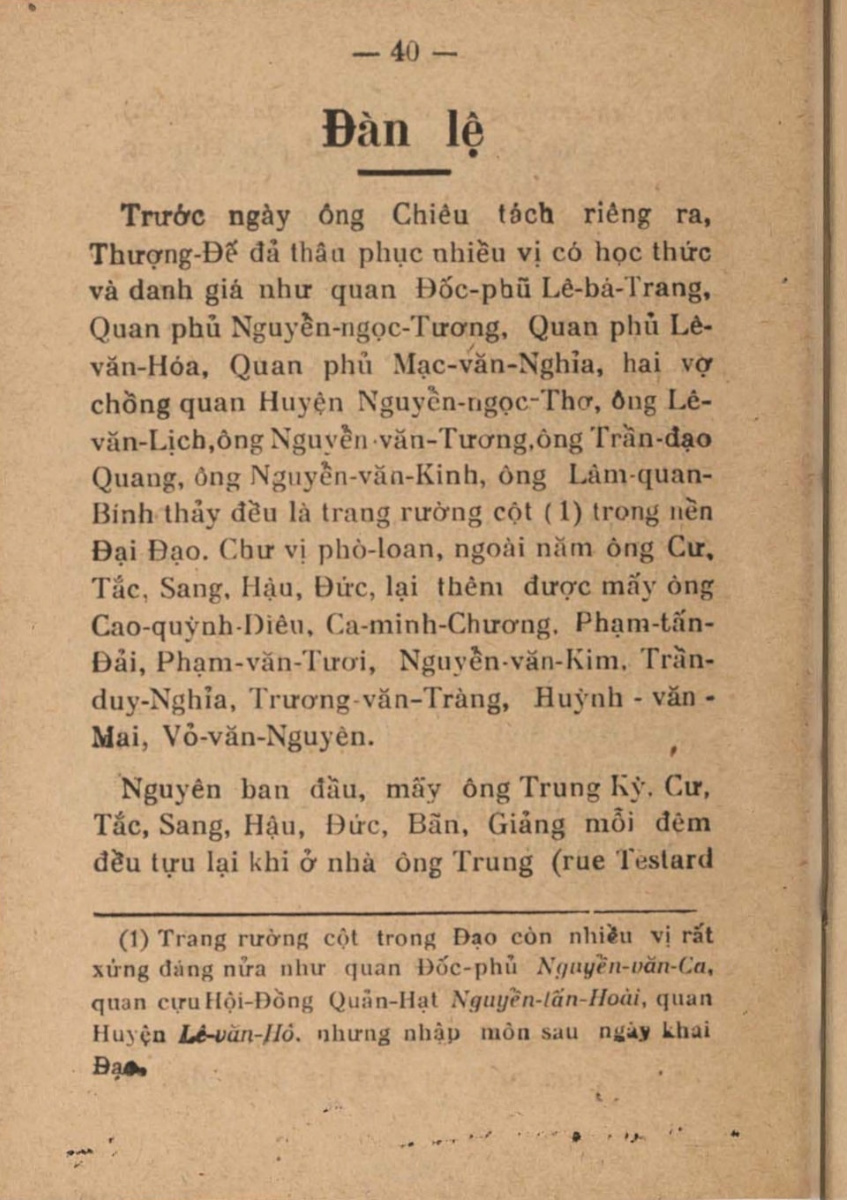 — 40 —
Đàn lệ
Trước ngày ông Chiêu tách riêng ra,
Thượng-Đế đả thâu phục nhiều vị có học thức
và danh giá như quan Đốc-phũ Lê-bá-Trang,
Quan phủ Nguyễn-ngọc-Tương, Quan phủ Lê-
văn-Hóa, Quan phủ Mạc-văn-Nghỉa, hai vợ
chồng quan Huyện Nguyễn-ngọc-Thơ, ông Lê-
văn-Lịch,ông Nguyễn-văn-Tương,ông Trần-đạo
Quang, ông Nguyễn-văn-Kinh, ông Lâm-quan-
Bính thảy đều là trang rường cột (1) trong nền
Đại Đạo. Chư vị phò-loan, ngoài năm ông Cư,
Tắc, Sang, Hậu, Đức, lại thêm được mấy ông
Cao-quỳnh-Diêu, Ca-minh-Chương. Phạm-tấn-
Đải, Phạm-văn-Tươi, Nguyễn-văn-Kim. Trần-
duy-Nghỉa, Trương-văn-Tràng, Huỳnh-văn-
Mai, Vỏ-văn-Nguyên.
Nguyên ban đầu, mấy ông Trung Kỳ. Cư,
Tắc, Sang, Hậu, Đức, Bãn, Giảng mỗi đêm
đều tựu lại khi ở nhà ông Trung (rue Testard
(1) Trang rường cột trong Đạo còn nhiều vị rất
xứng đáng nửa như quan Đốc-phủ Nguyễn-văn-Ca,
quan cựu Hội-Đồng Quản-Hạt Nguyễn-tấn-Hoài, quan
Huyện Lê-văn-Hỏ. nhưng nhập môn sau ngày khai
Đạo.